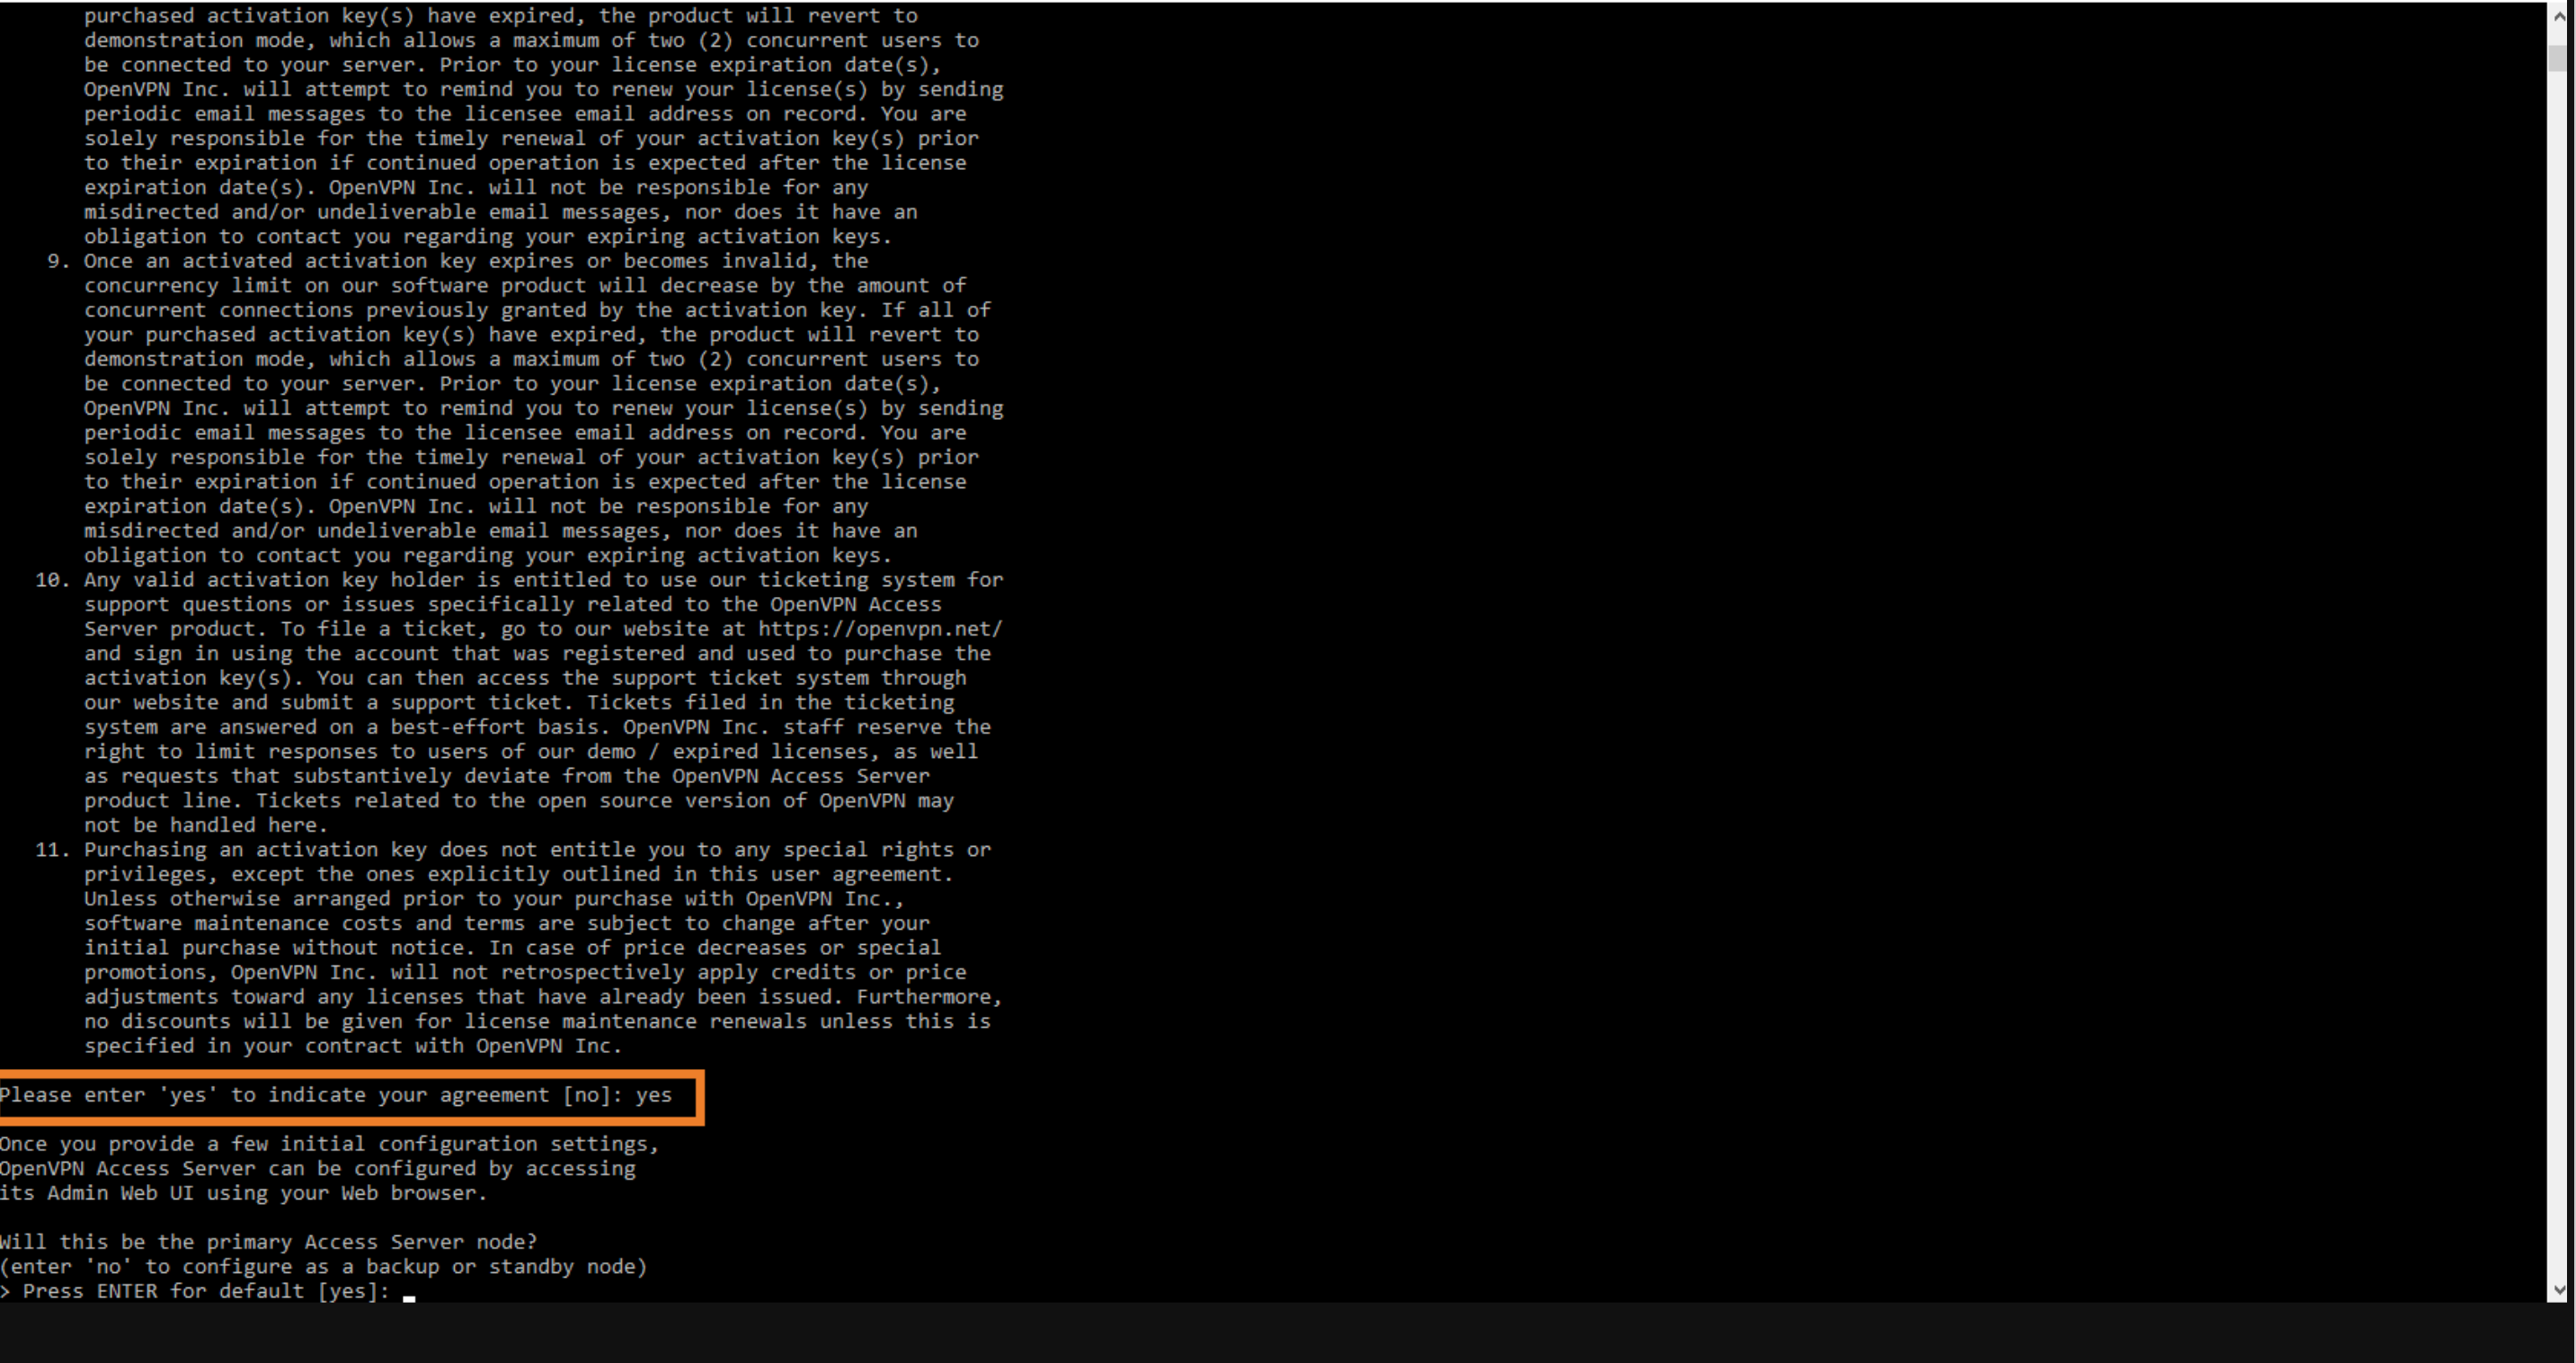 purchased activation key(s) have expired, the product will revert to
demonstration mode, which allows a maximum of two (2) concurrent users to
be connected to your server. Prior to your license expiration date(s),
OpenVPN Inc. will attempt to remind you to renew your license(s) by sending
periodic email messages to the licensee email address on record. You are
solely responsible for the timely renewal of your activation key(s) prior
to their expiration if continued operation is expected after the license
expiration date(s). OpenVPN Inc. will not be responsible for any
misdirected and/or undeliverable email messages, nor does it have an
obligation to contact you regarding your expiring activation keys.
9. Once an activated activation key expires or becomes invalid, the
concurrency limit on our software product will decrease by the amount of
concurrent connections previously granted by the activation key. If all of
your purchased activation key(s) have expired, the product will revert to
demonstration mode, which allows a maximum of two (2) concurrent users to
be connected to your server. Prior to your license expiration date(s),
OpenVPN Inc. will attempt to remind you to renew your license(s) by sending
periodic email messages to the licensee email address on record. You are
solely responsible for the timely renewal of your activation key(s) prior
to their expiration if continued operation is expected after the license
expiration date(s). OpenVPN Inc. will not be responsible for any
misdirected and/or undeliverable email messages, nor does it have an
obligation to contact you regarding your expiring activation keys.
10. Any valid activation key holder is entitled to use our ticketing system for
support questions or issues specifically related to the OpenVPN Access
Server product. To file a ticket, go to our website at https://openvpn.net/
and sign in using the account that was registered and used to purchase the
activation key(s). You can then access the support ticket system through
our website and submit a support ticket. Tickets filed in the ticketing
system are answered on a best-effort basis. OpenVPN Inc. staff reserve the
right to limit responses to users of our demo / expired licenses, as well
as requests that substantively deviate from the OpenVPN Access Server
product line. Tickets related to the open source version of OpenVPN may
not be handled here.
11. Purchasing an activation key does not entitle you to any special rights or
privileges, except the ones explicitly outlined in this user agreement.
Unless otherwise arranged prior to your purchase with OpenVPN Inc.,
software maintenance costs and terms are subject to change after your
initial purchase without notice. In case of price decreases or special
promotions, OpenVPN Inc. will not retrospectively apply credits or price
adjustments toward any licenses that have already been issued. Furthermore,
no discounts will be given for license maintenance renewals unless this is
specified in your contract with OpenVPN Inc.
Please enter 'yes' to indicate your agreement [no]: yes
Once you provide a few initial configuration settings,
OpenVPN Access Server can be configured by accessing
its Admin Web UI using your Web browser.
Will this be the primary Access Server node?
(enter 'no' to configure as a backup or standby node)
> Press ENTER for default [yes]: